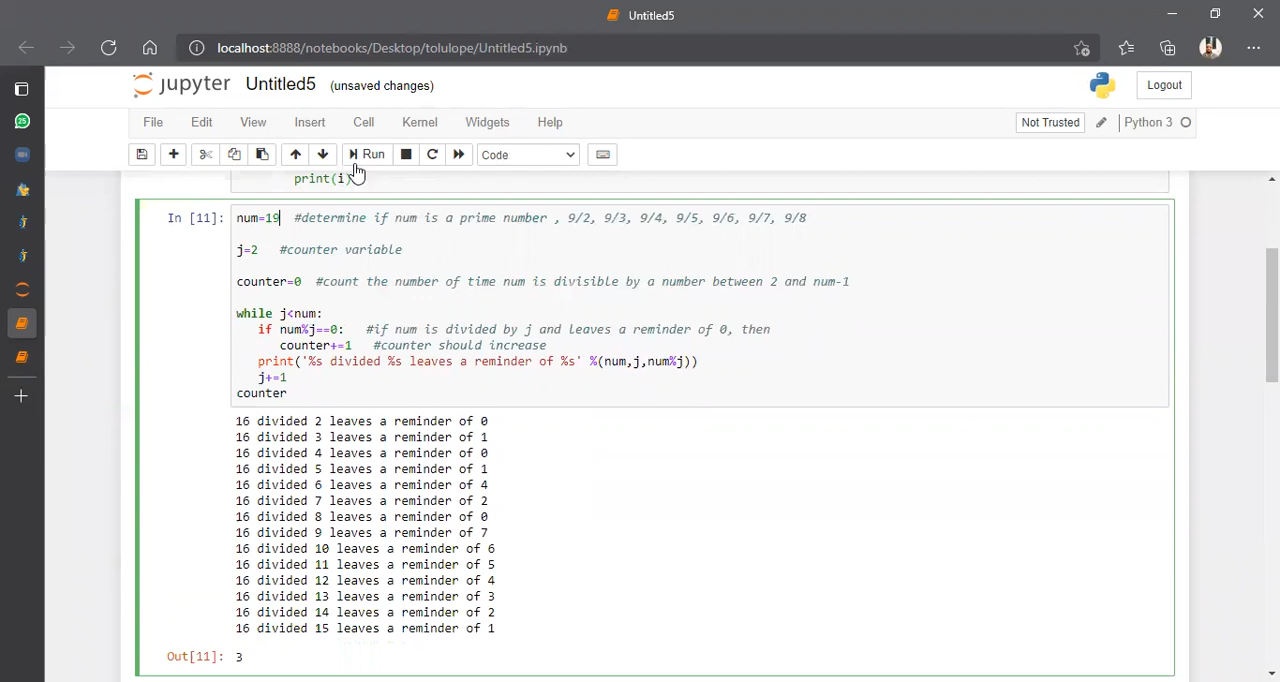 Untitled5
localhost:8888/notebooks/Desktop/tolulope/Untitled5.ipynb
jupyter Untitled5 (unsaved changes)
Logout
File Edit View Insert Cell Kernel Widgets Help
Not Trusted Python 3
Run Code
25
print(i)
In [11]: num=19 #determine if num is a prime number , 9/2, 9/3, 9/4, 9/5, 9/6, 9/7, 9/8
j=2 #counter variable
counter=0 #count the number of time num is divisible by a number between 2 and num-1
while j<num:
if num%j==0: #if num is divided by j and leaves a reminder of 0, then
counter+=1 #counter should increase
print('%s divided %s leaves a reminder of %s' %(num,j,num%j))
j+=1
counter
16 divided 2 leaves a reminder of 0
16 divided 3 leaves a reminder of 1
16 divided 4 leaves a reminder of 0
16 divided 5 leaves a reminder of 1
16 divided 6 leaves a reminder of 4
16 divided 7 leaves a reminder of 2
16 divided 8 leaves a reminder of 0
16 divided 9 leaves a reminder of 7
16 divided 10 leaves a reminder of 6
16 divided 11 leaves a reminder of 5
16 divided 12 leaves a reminder of 4
16 divided 13 leaves a reminder of 3
16 divided 14 leaves a reminder of 2
16 divided 15 leaves a reminder of 1
Out[11]: 3